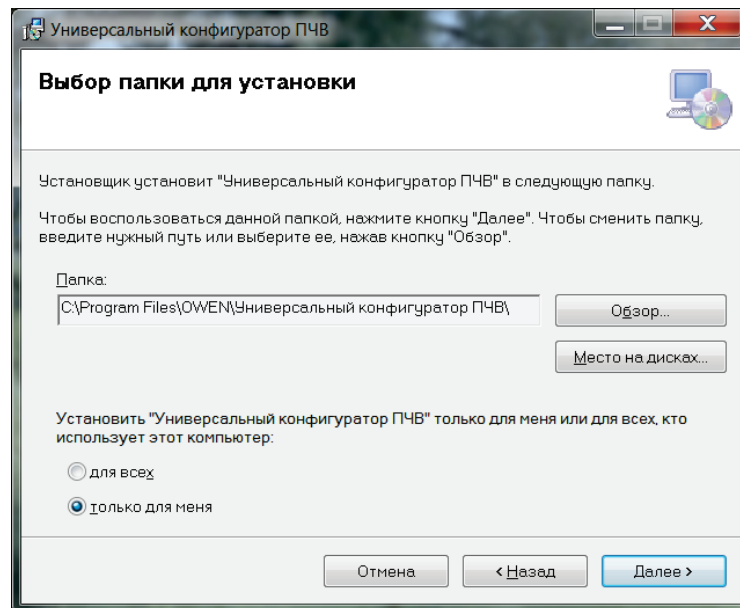 Универсальный конфигуратор ПЧВ
Выбор папки для установки
Установщик установит "Универсальный конфигуратор ПЧВ" в следующую папку.
Чтобы воспользоваться данной папкой, нажмите кнопку "Далее". Чтобы сменить папку,
введите нужный путь или выберите ее, нажав кнопку "Обзор".
Папка:
C:\Program Files\OWEN\Универсальный конфигуратор ПЧВ\
Обзор...
Место на дисках...
Установить "Универсальный конфигуратор ПЧВ" только для меня или для всех, кто
использует этот компьютер:
для всех
только для меня
Отмена
< Назад
Далее >